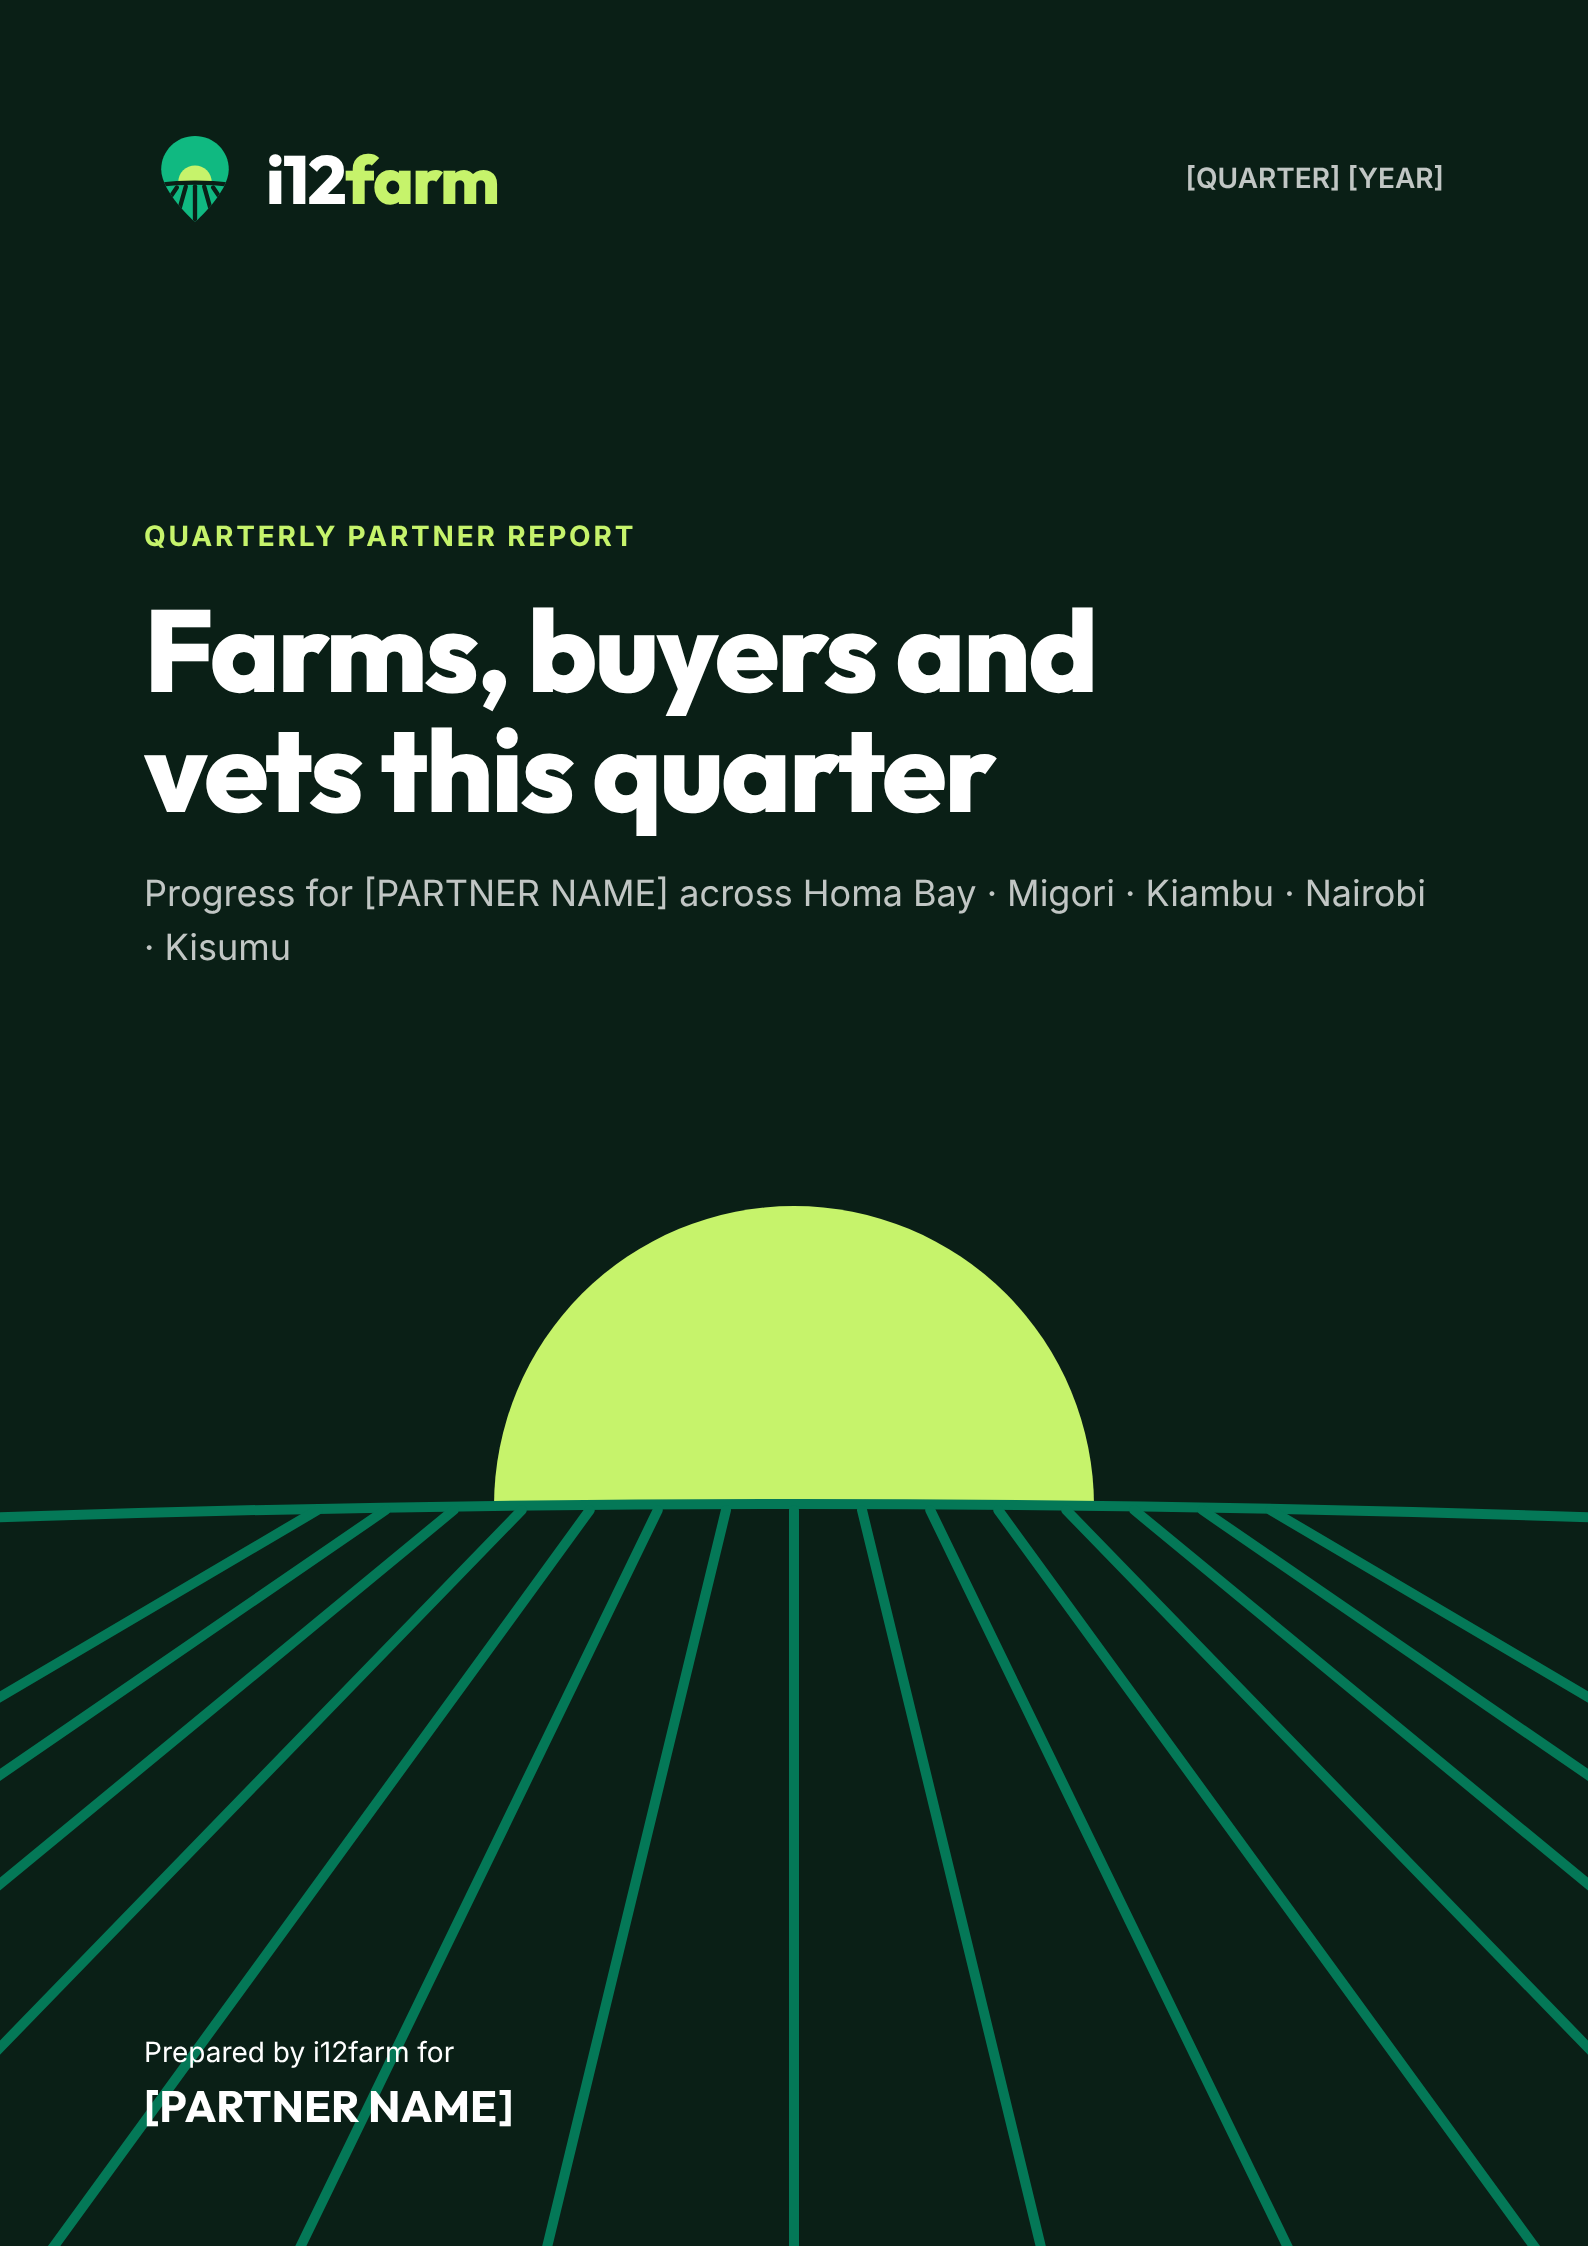 i12farm
[QUARTER] [YEAR]
QUARTERLY PARTNER REPORT
Farms, buyers and
vets this quarter
Progress for [PARTNER NAME] across Homa Bay · Migori · Kiambu · Nairobi
· Kisumu
Prepared by i12farm for
[PARTNER NAME]